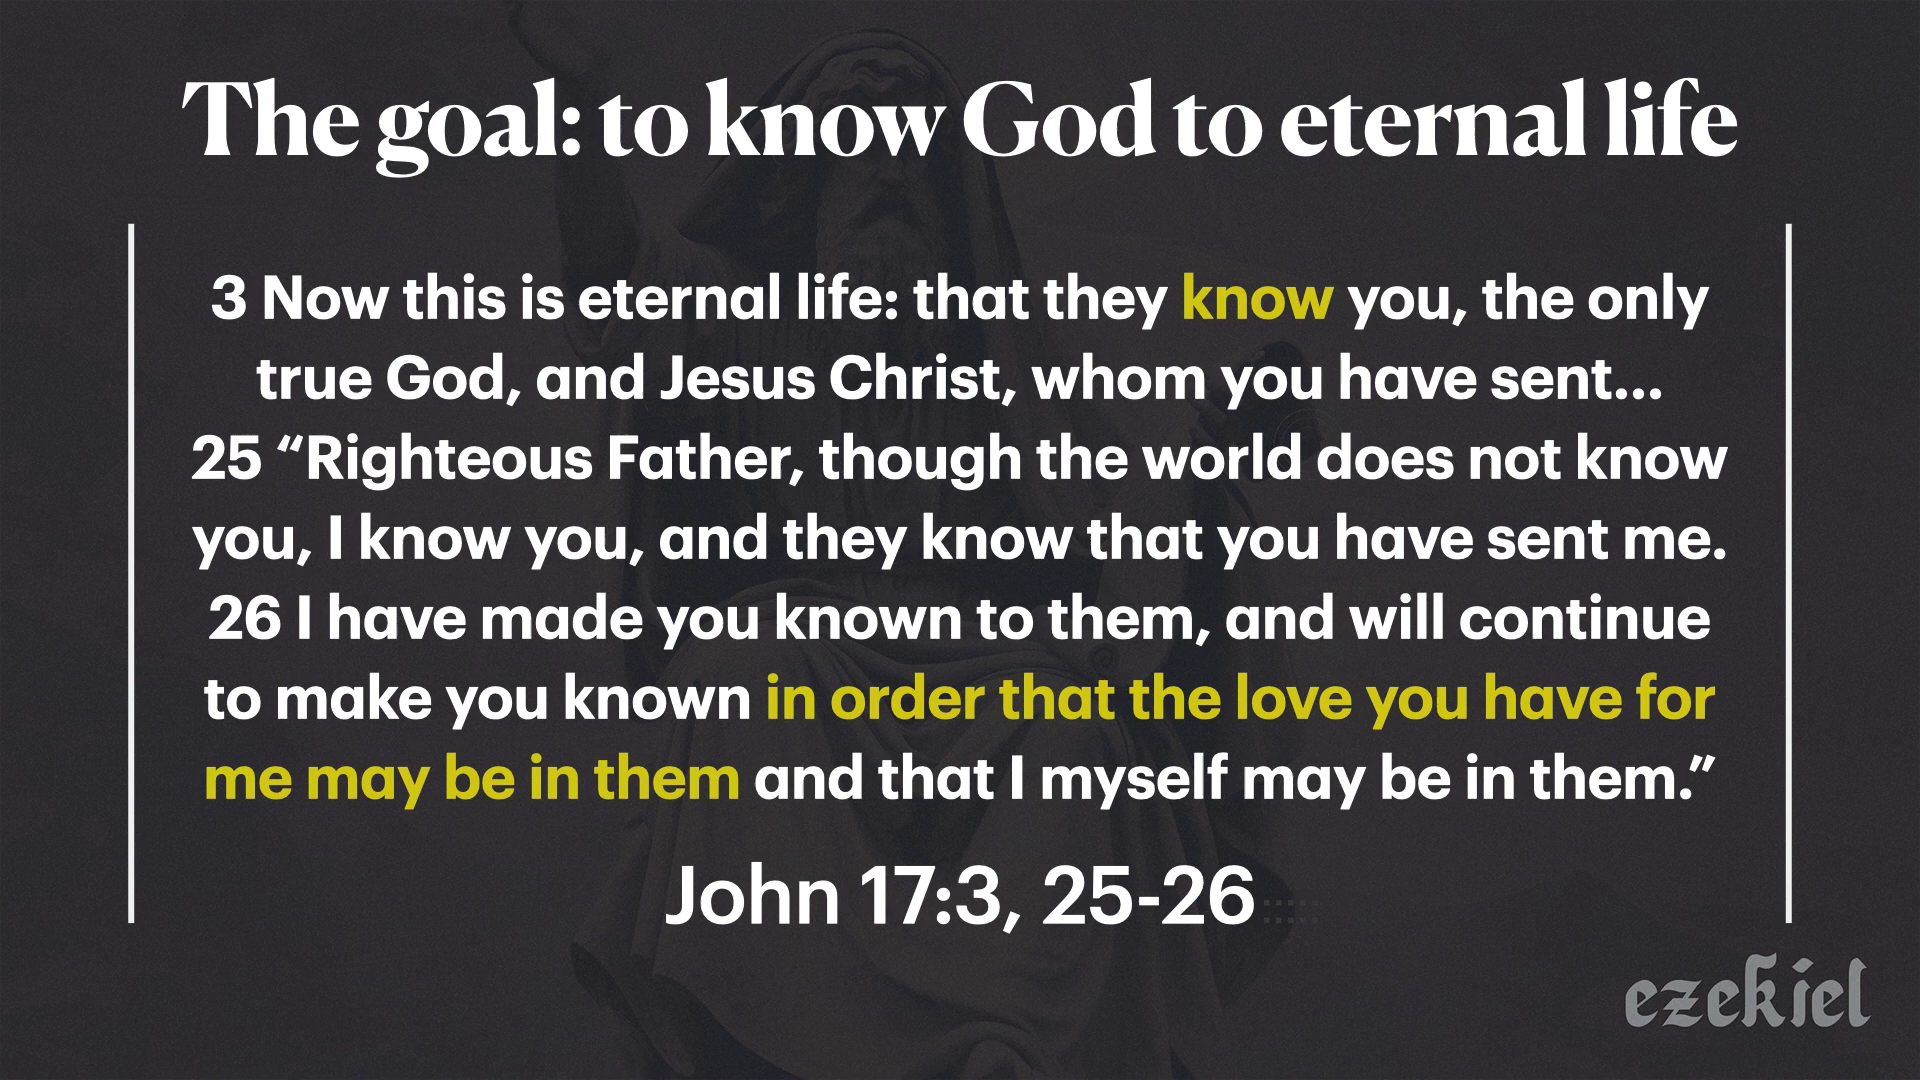 The goal: to know God to eternal life
3 Now this is eternal life: that they know you, the only
true God, and Jesus Christ, whom you have sent...
25 “Righteous Father, though the world does not know
you, I know you, and they know that you have sent me.
26 I have made you known to them, and will continue
to make you known in order that the love you have for
me may be in them and that I myself may be in them.”
John 17:3, 25-26
ezekiel